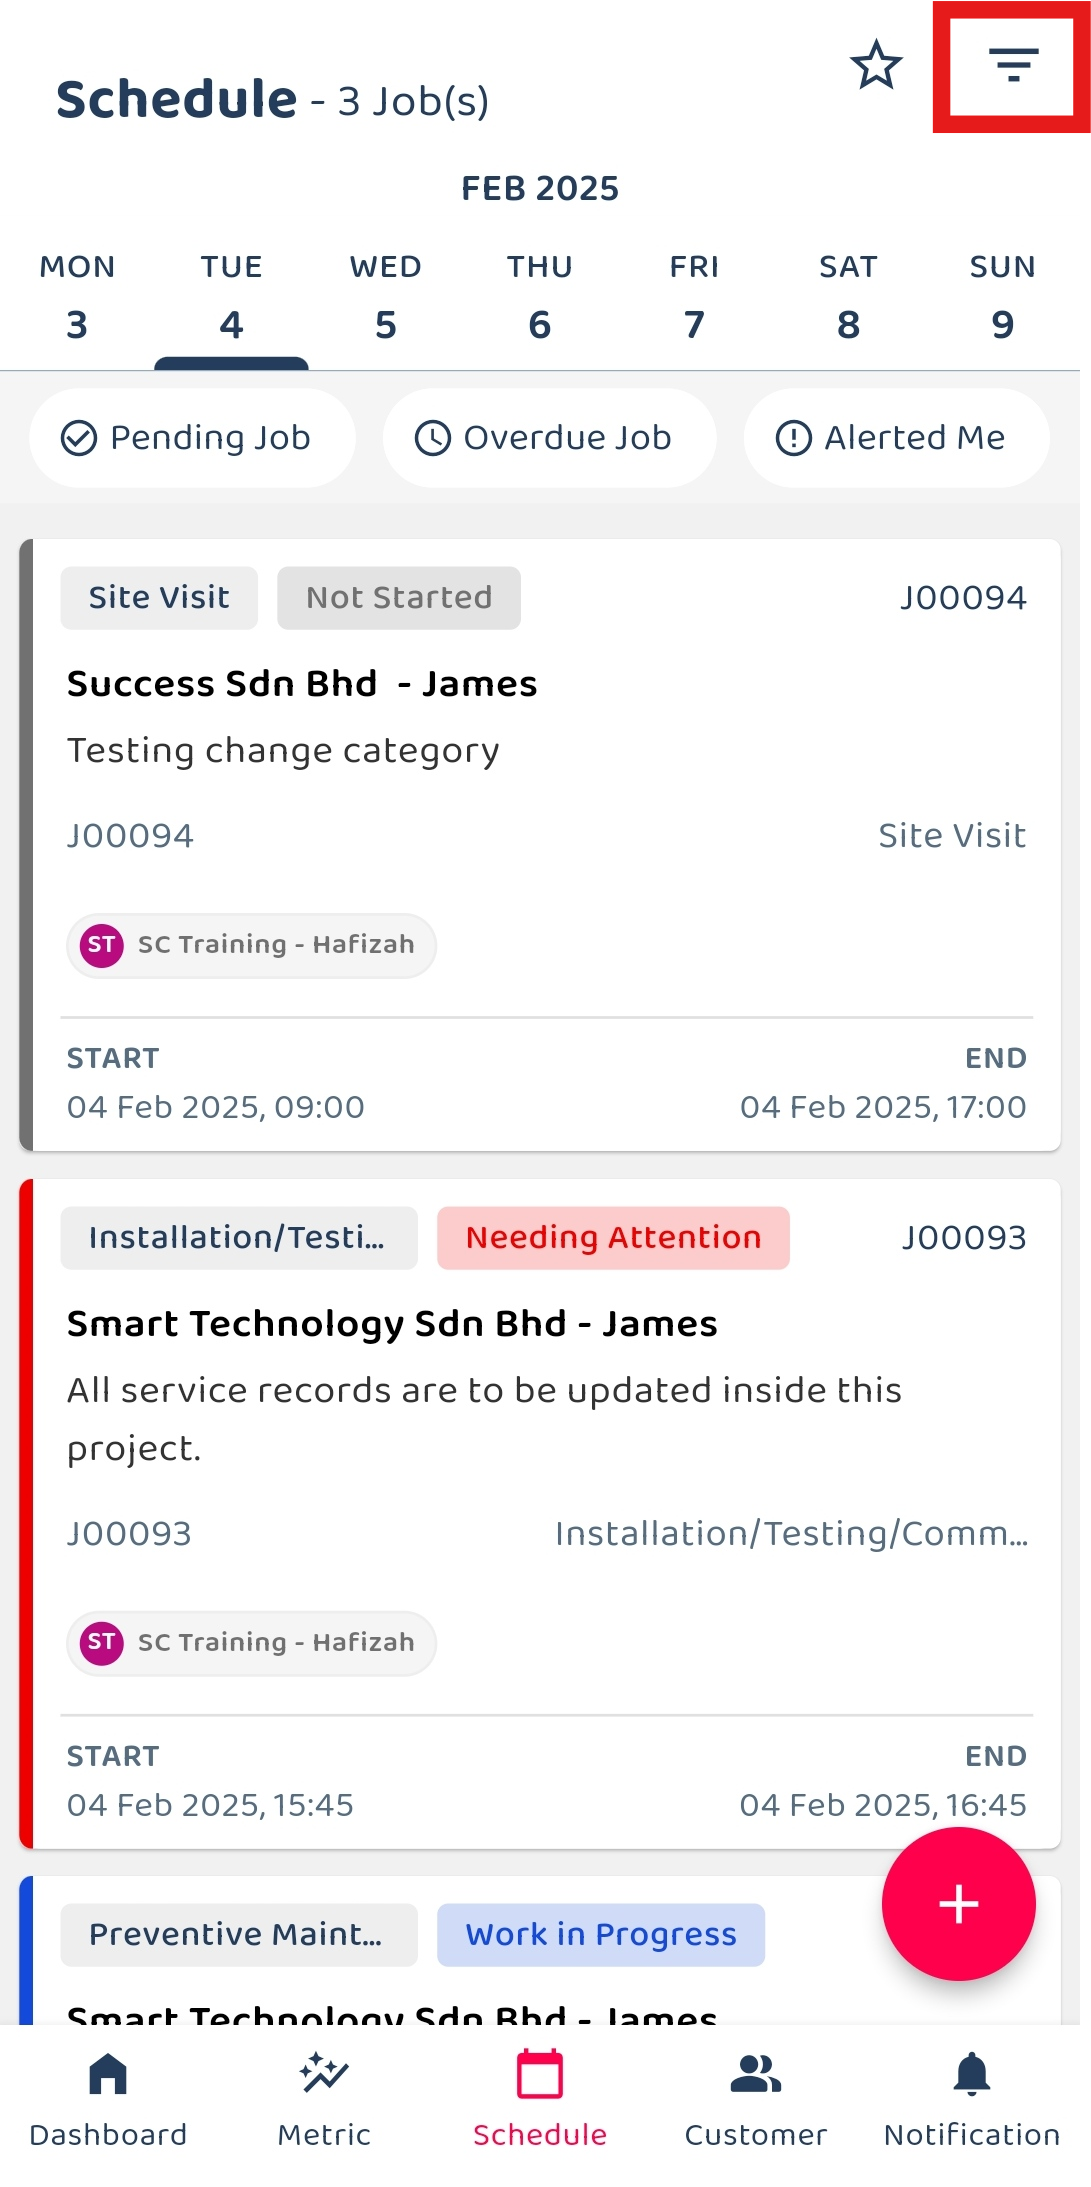 Schedule - 3 Job(s)
FEB 2025
MON TUE WED THU FRI SAT SUN
3 4 5 6 7 8 9
Pending Job Overdue Job Alerted Me
Site Visit Not Started J00094
Success Sdn Bhd - James
Testing change category
J00094 Site Visit
ST SC Training - Hafizah
START END
04 Feb 2025, 09:00 04 Feb 2025, 17:00
Installation/Testi... Needing Attention J00093
Smart Technology Sdn Bhd - James
All service records are to be updated inside this
project.
J00093 Installation/Testing/Comm...
ST SC Training - Hafizah
START END
04 Feb 2025, 15:45 04 Feb 2025, 16:45
Preventive Maint... Work in Progress
Smart Technology Sdn Bhd - James
Dashboard Metric Schedule Customer Notification